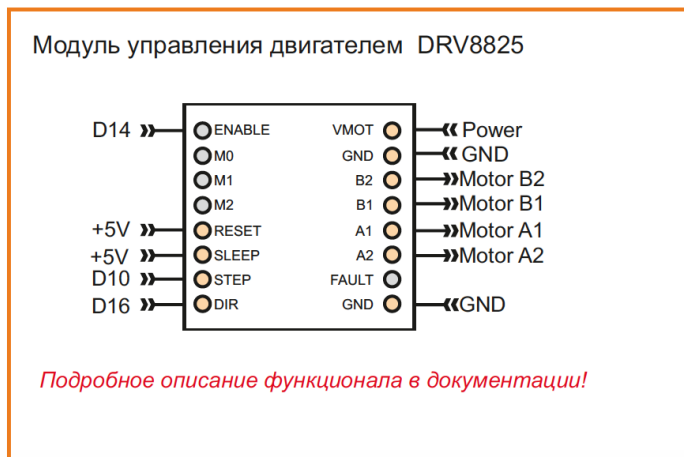 Модуль управления двигателем DRV8825
D14 ENABLE VMOT Power
M0 GND GND
M1 B2 Motor B2
M2 B1 Motor B1
+5V RESET A1 Motor A1
+5V SLEEP A2 Motor A2
D10 STEP FAULT
D16 DIR GND GND
Подробное описание функционала в документации!